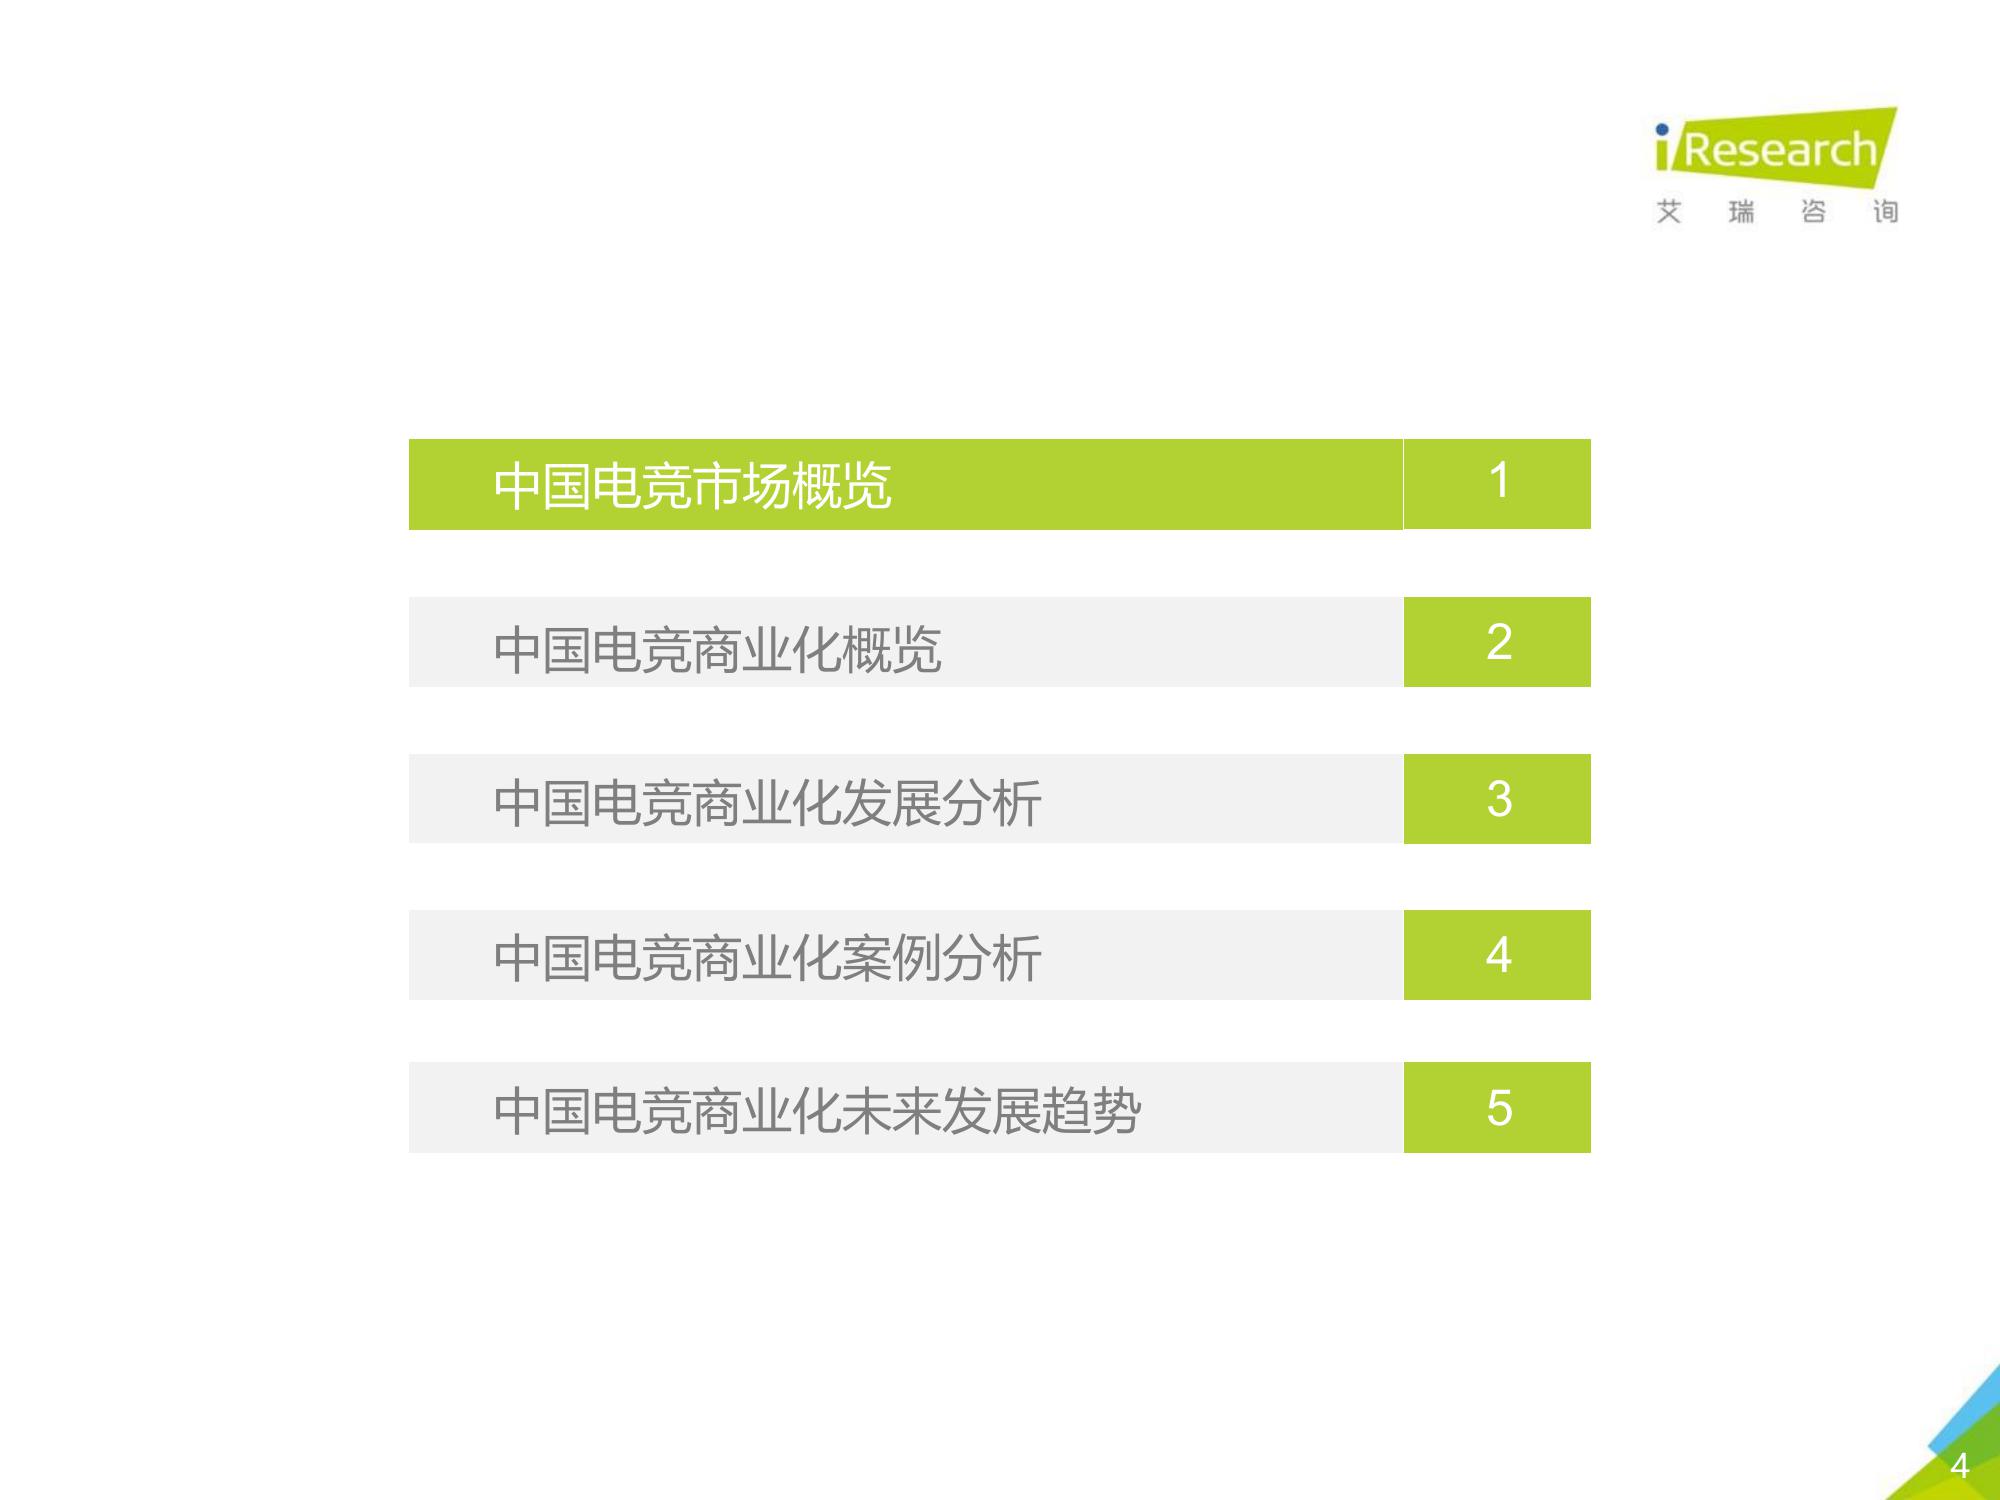 iResearch
艾瑞咨询
中国电竞市场概览 1
中国电竞商业化概览 2
中国电竞商业化发展分析 3
中国电竞商业化案例分析 4
中国电竞商业化未来发展趋势 5
4